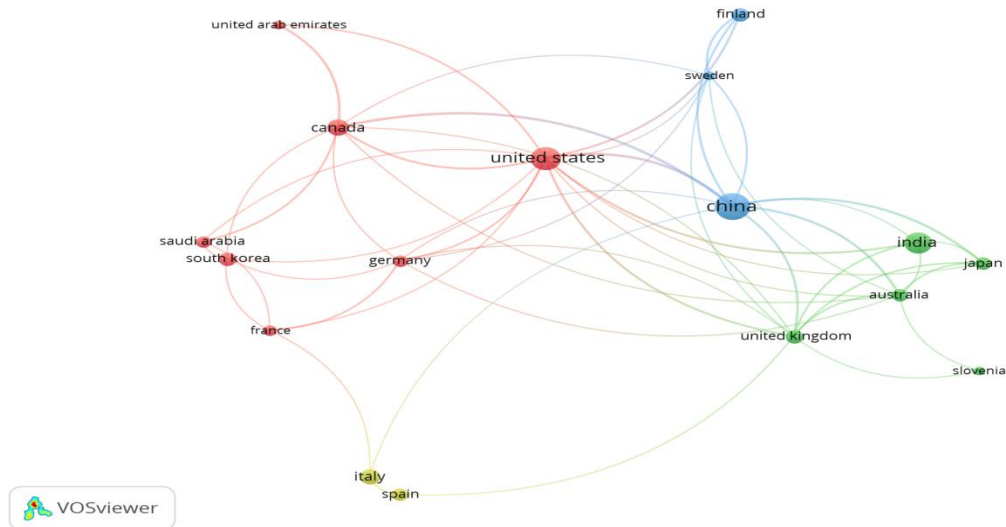 finland
united arab emirates
sweden
canada
united states
china
saudi arabia
south korea
germany
india
japan
australia
france
united kingdom
slovenia
italy
spain
VOSviewer